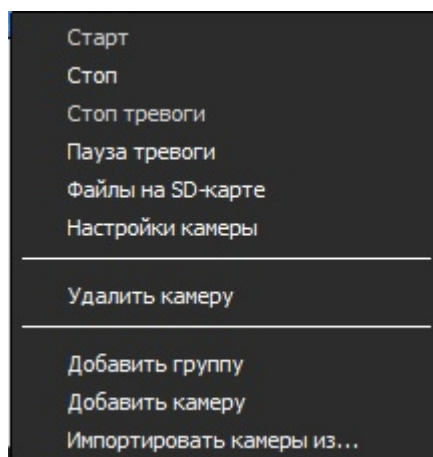 Старт
Стоп
Стоп тревоги
Пауза тревоги
Файлы на SD-карте
Настройки камеры
Удалить камеру
Добавить группу
Добавить камеру
Импортировать камеры из...